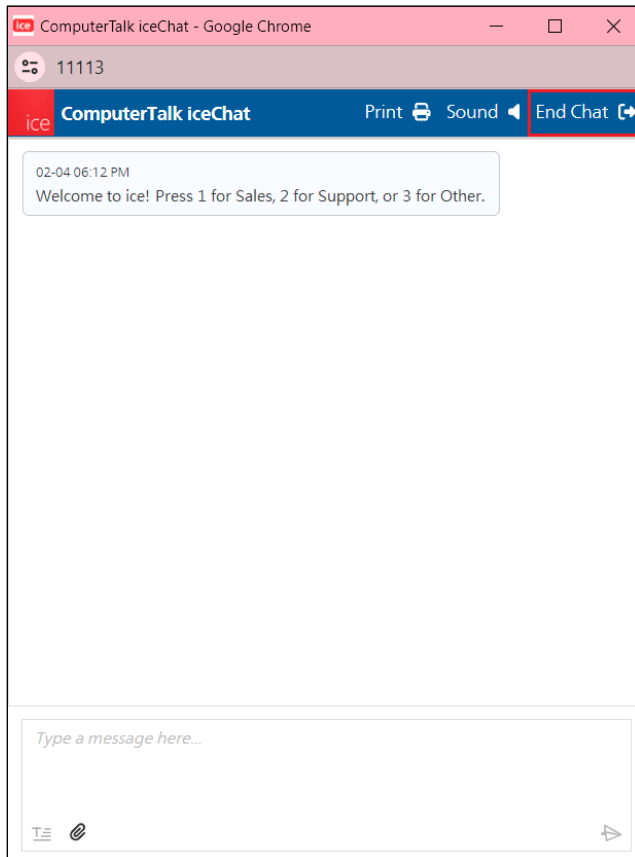 ice ComputerTalk iceChat - Google Chrome
11113
ice ComputerTalk iceChat Print Sound End Chat
02-04 06:12 PM
Welcome to ice! Press 1 for Sales, 2 for Support, or 3 for Other.
Type a message here...